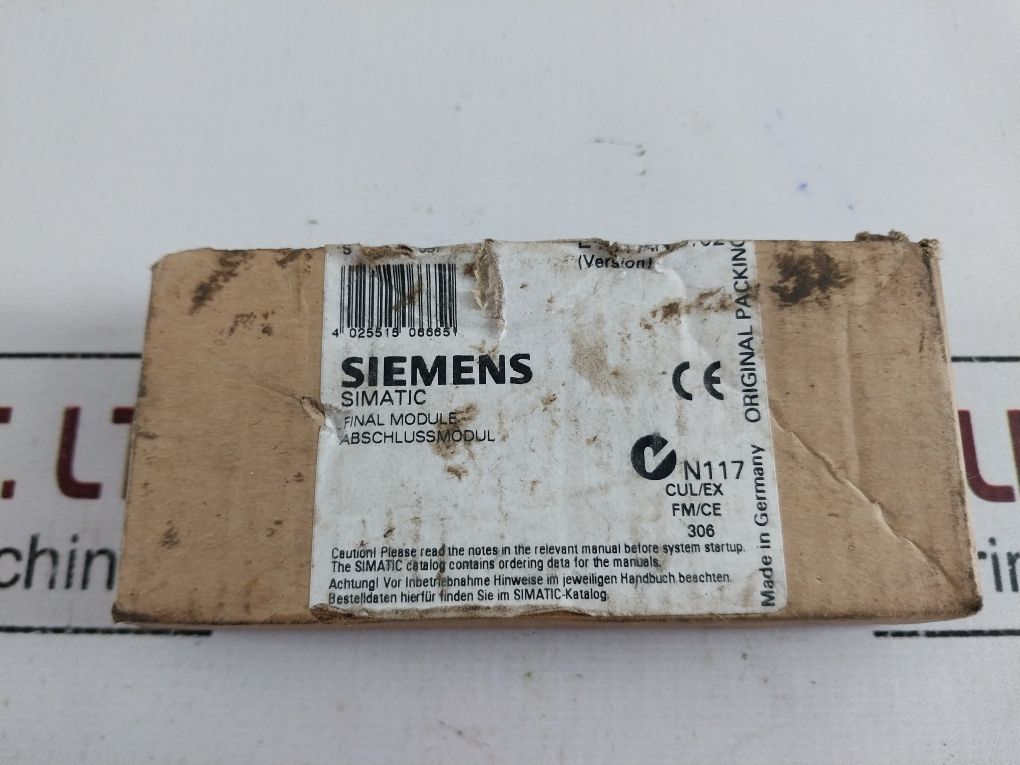 (Version)
4 025515 066651
SIEMENS
SIMATIC
FINAL MODULE
ABSCHLUSSMODUL
CE
N117
CUL/EX
FM/CE
306
Caution! Please read the notes in the relevant manual before system startup.
The SIMATIC catalog contains ordering data for the manuals.
Achtung! Vor Inbetriebnahme Hinweise im jeweiligen Handbuch beachten.
Bestelldaten hierfür finden Sie im SIMATIC-Katalog.
Made in Germany ORIGINAL PACKING